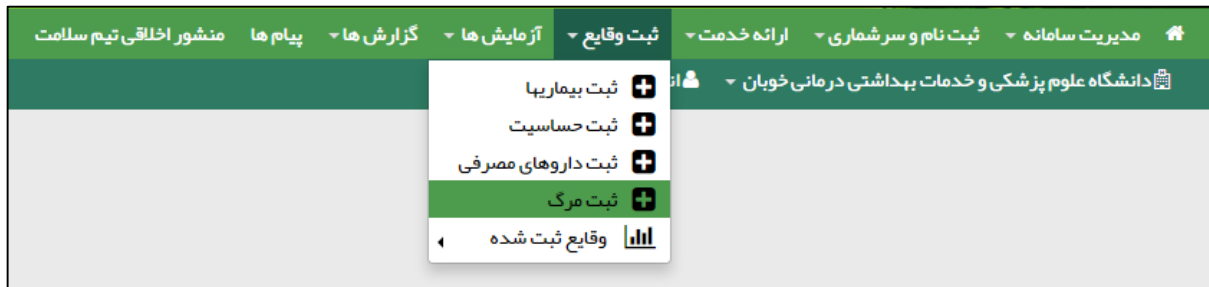 مدیریت سامانه ثبت نام و سرشماری ارائه خدمت ثبت وقایع آزمایش ها گزارش ها پیام ها منشور اخلاقی تیم سلامت
دانشگاه علوم پزشکی و خدمات بهداشتی درمانی خوبان
ثبت بیماریها
ثبت حساسیت
ثبت داروهای مصرفی
ثبت مرگ
وقایع ثبت شده